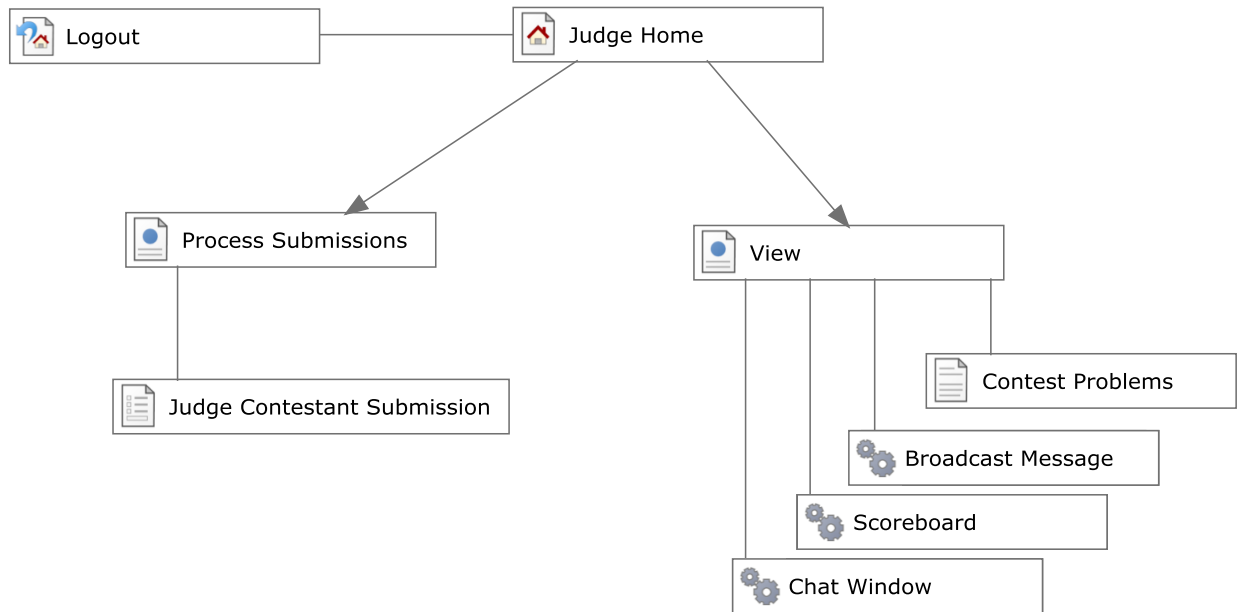 Logout
Judge Home
Process Submissions
View
Judge Contestant Submission
Contest Problems
Broadcast Message
Scoreboard
Chat Window